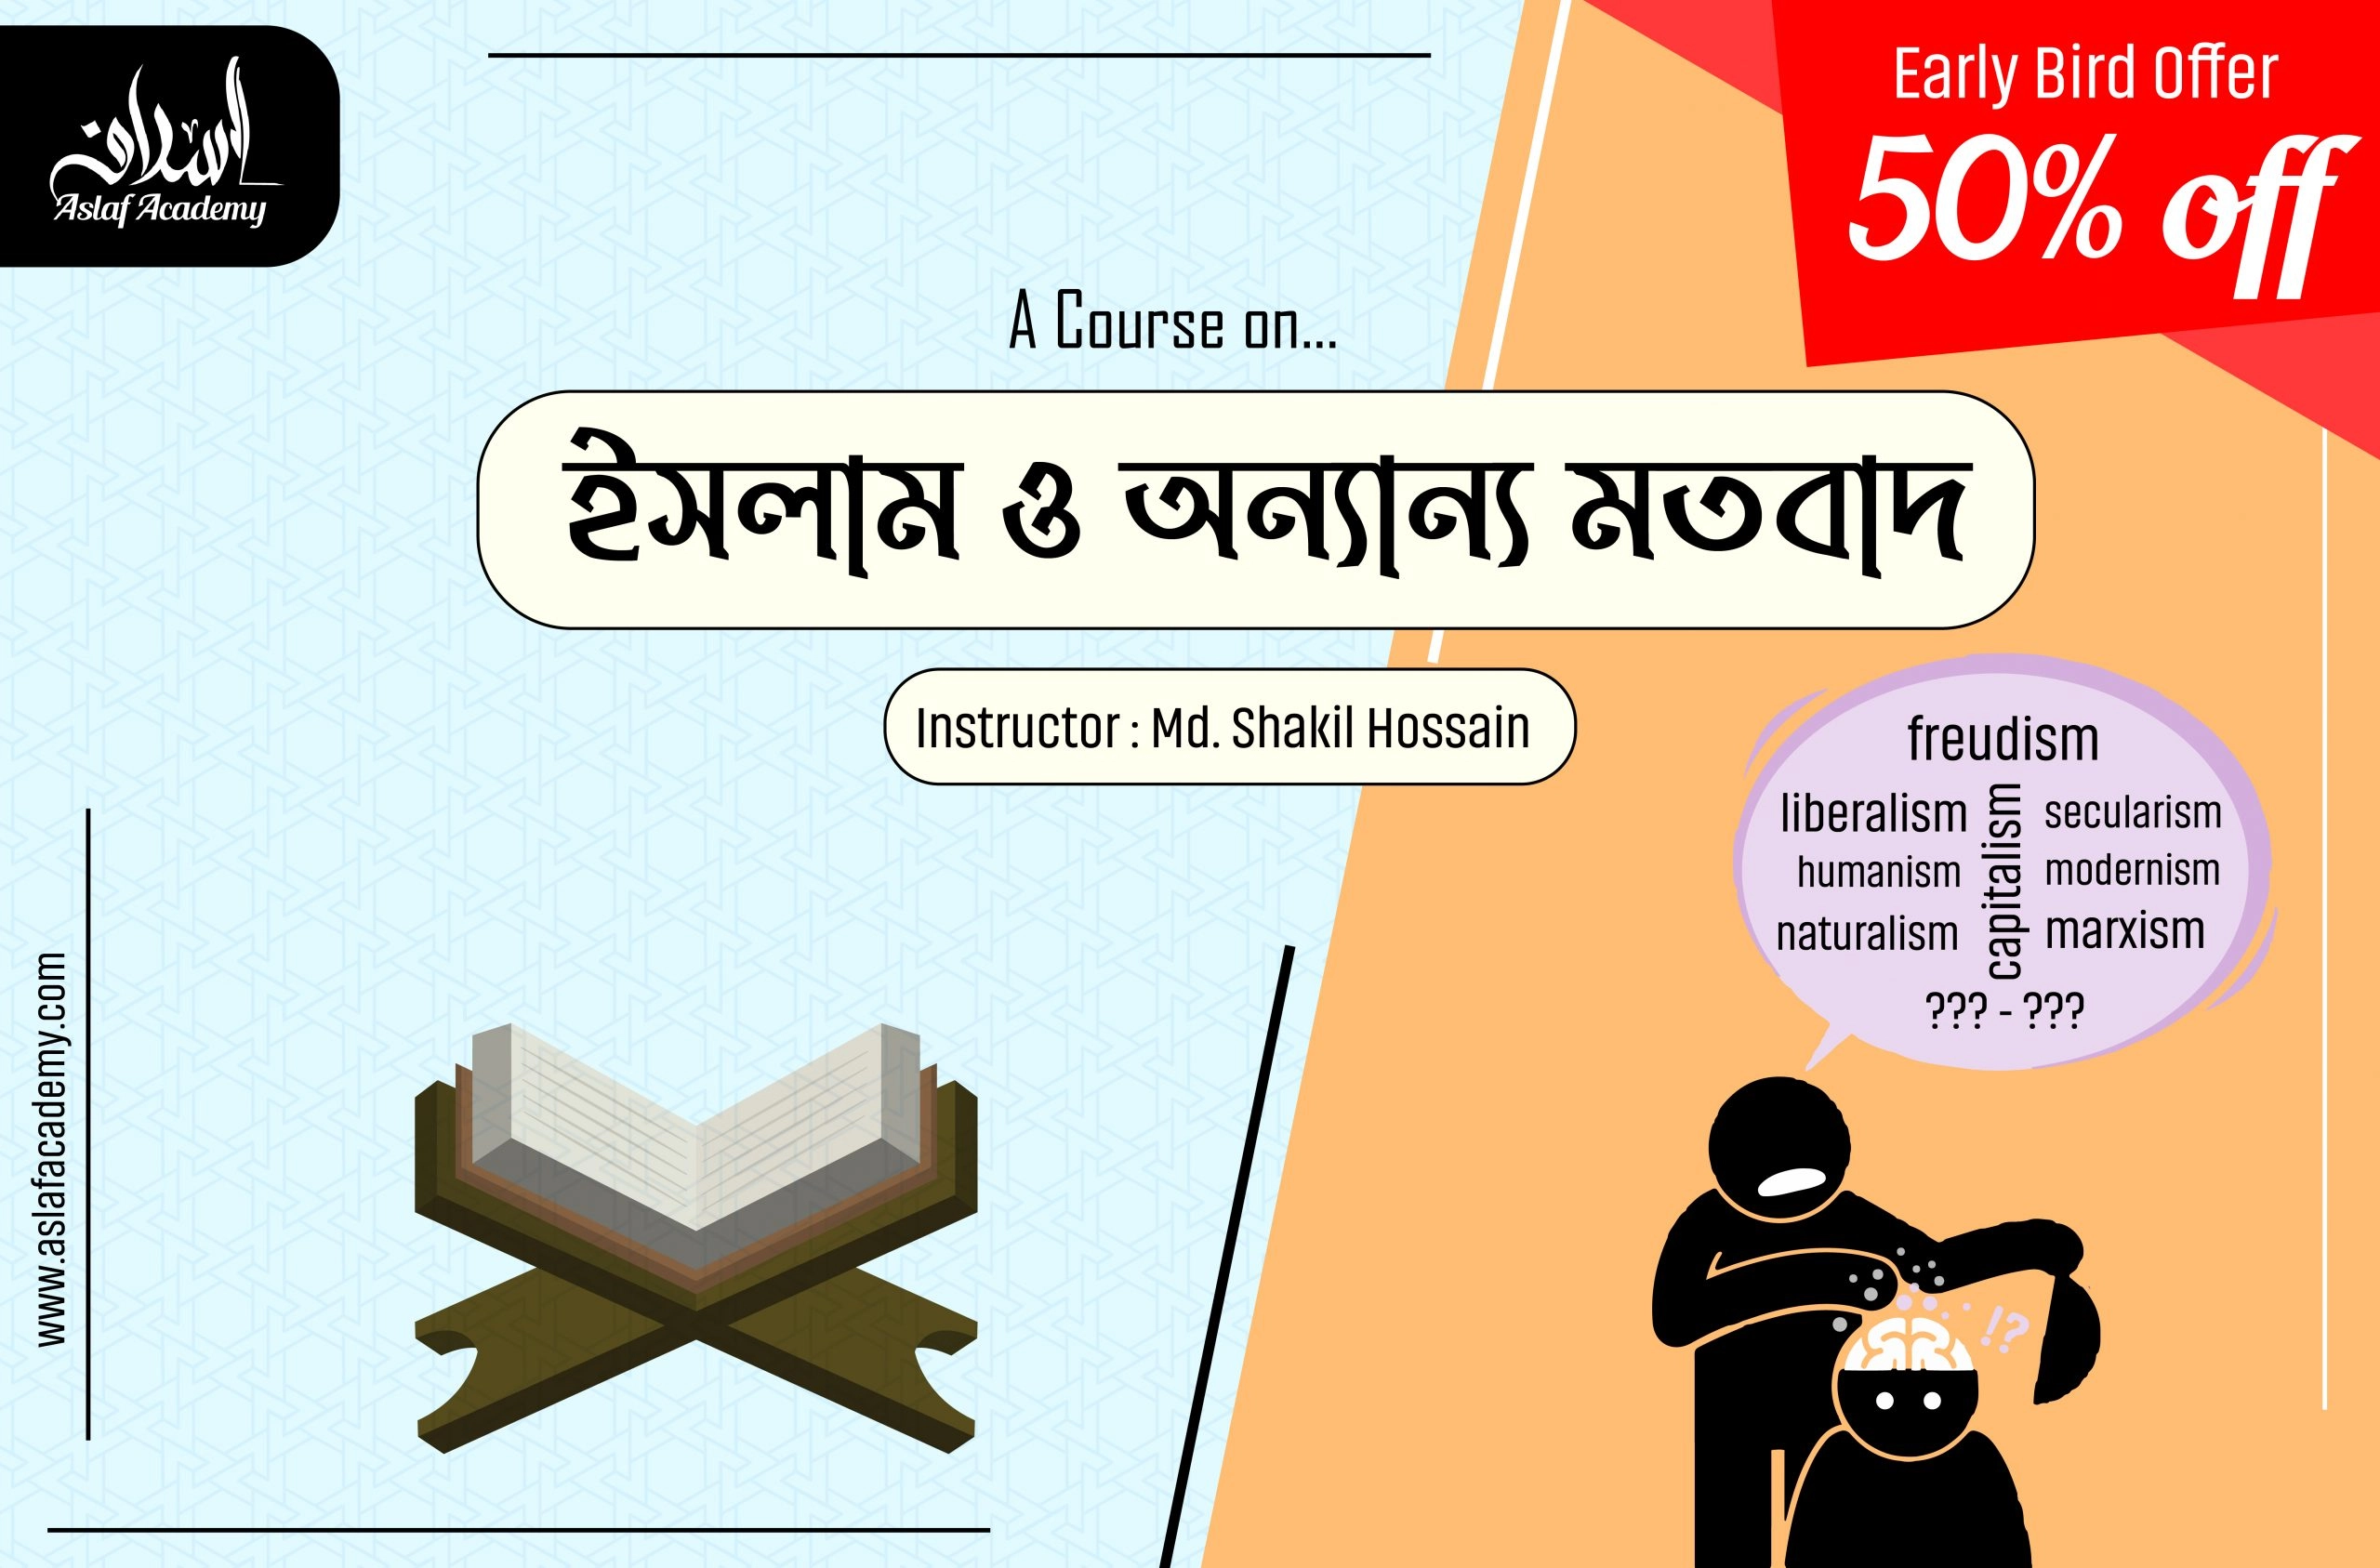 اسلاف
Aslaf Academy
Early Bird Offer
50% off
A Course on...
ইসলাম ও অন্যান্য মতবাদ
Instructor : Md. Shakil Hossain
freudism
liberalism
capitalism
secularism
humanism
modernism
naturalism
marxism
??? - ???
!?
www.aslafacademy.com